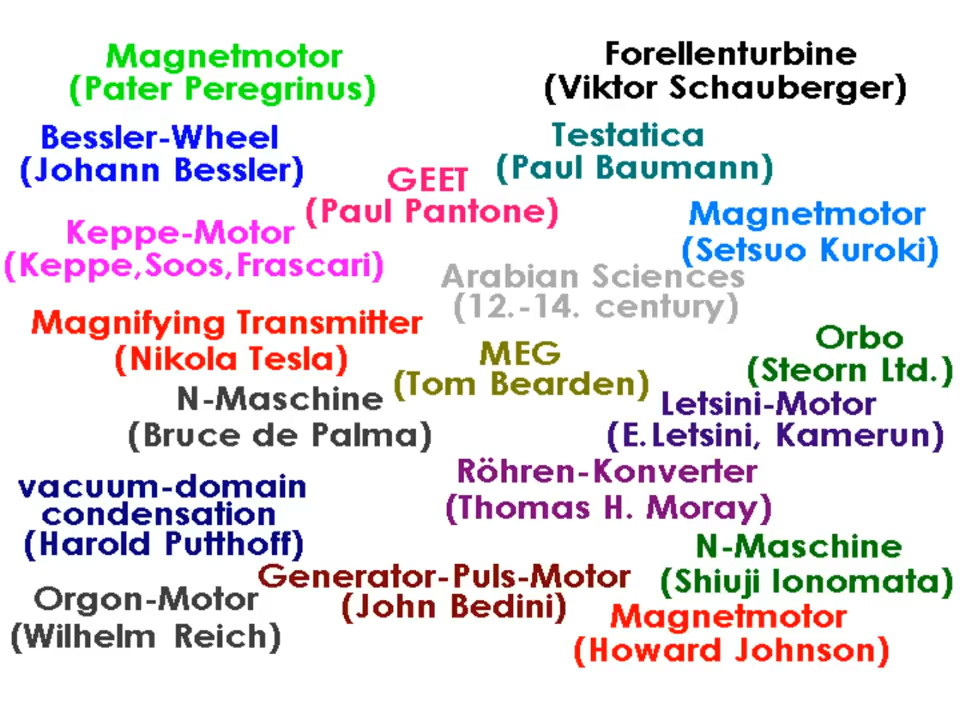 Magnetmotor
(Pater Peregrinus)
Forellenturbine
(Viktor Schauberger)
Bessler-Wheel
(Johann Bessler)
Testatica
(Paul Baumann)
GEET
(Paul Pantone)
Magnetmotor
(Setsuo Kuroki)
Keppe-Motor
(Keppe,Soos,Frascari)
Arabian Sciences
(12.-14. century)
Magnifying Transmitter
(Nikola Tesla)
Orbo
(Steorn Ltd.)
MEG
(Tom Bearden)
N-Maschine
(Bruce de Palma)
Letsini-Motor
(E.Letsini, Kamerun)
Röhren-Konverter
(Thomas H. Moray)
vacuum-domain
condensation
(Harold Putthoff)
N-Maschine
(Shiuji Ionomata)
Generator-Puls-Motor
(John Bedini)
Orgon-Motor
(Wilhelm Reich)
Magnetmotor
(Howard Johnson)